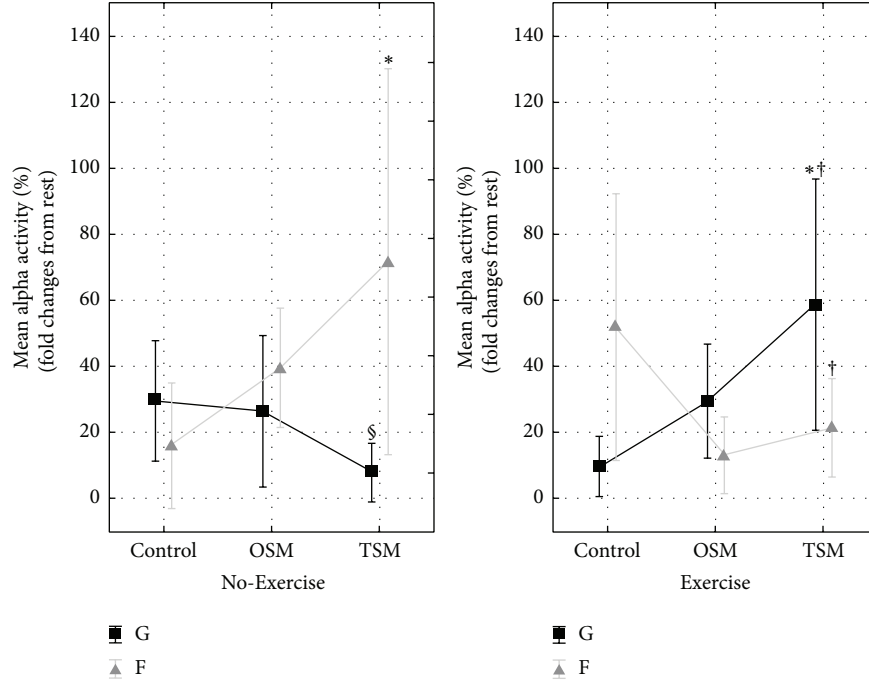 Mean alpha activity (%)
(fold changes from rest)
140
120
100
80
60
40
20
0
*
§
Control OSM TSM
No-Exercise
G
F
Mean alpha activity (%)
(fold changes from rest)
140
120
100
80
60
40
20
0
*†
†
Control OSM TSM
Exercise
G
F